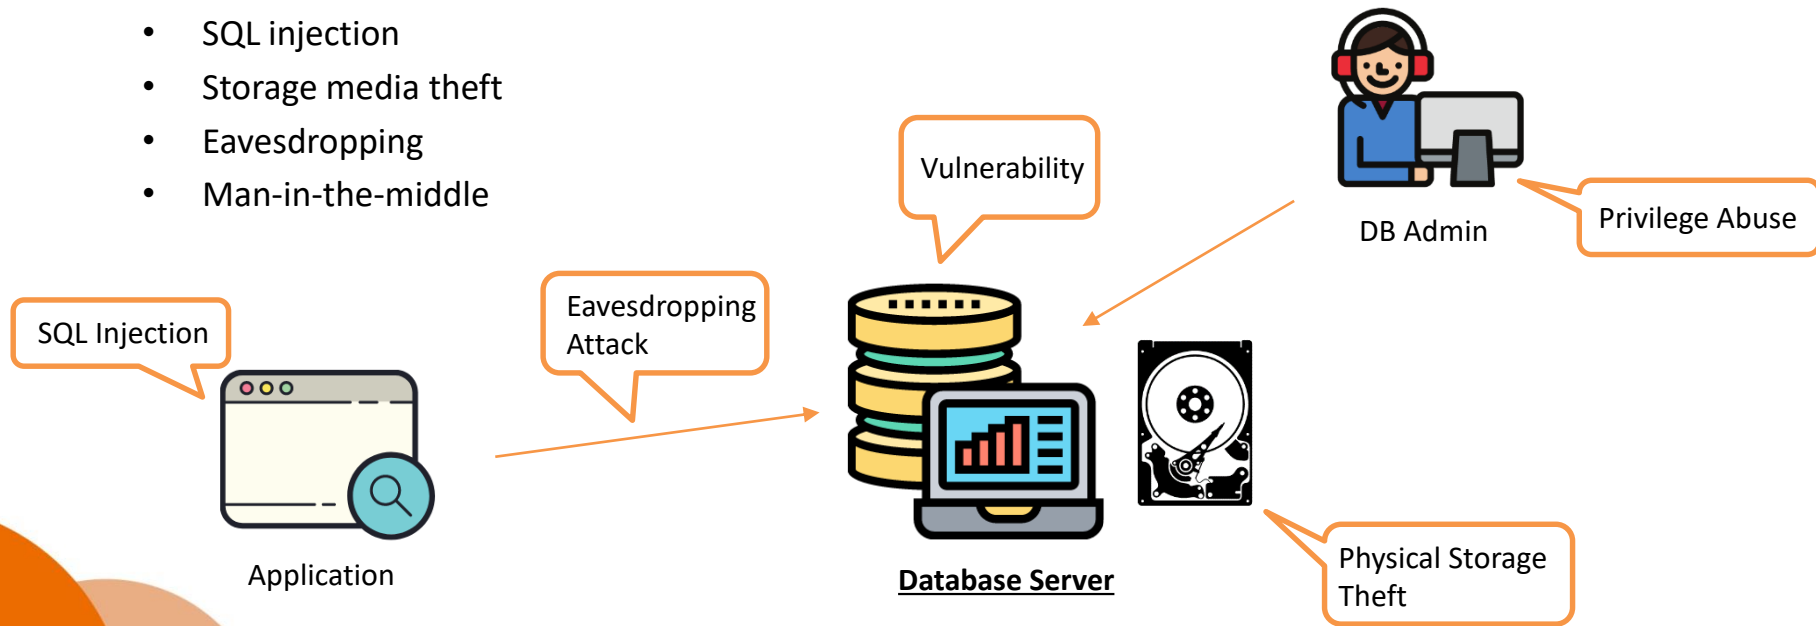 • SQL injection
• Storage media theft
• Eavesdropping
• Man-in-the-middle
Vulnerability
DB Admin
Privilege Abuse
SQL Injection
Eavesdropping
Attack
Application
Database Server
Physical Storage
Theft